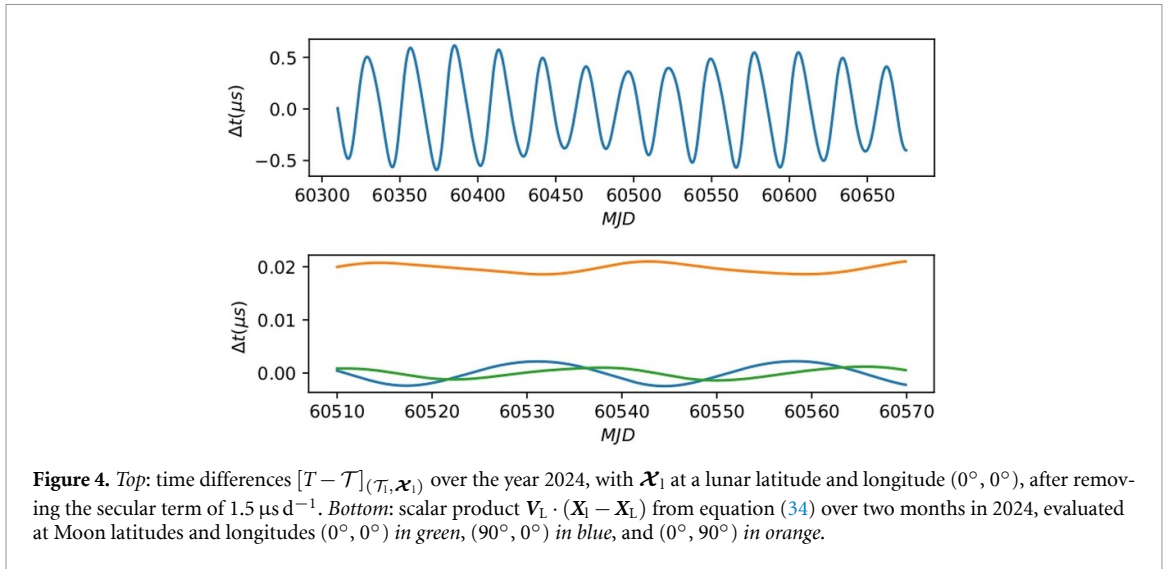 0.5
0.0
−0.5
Δt(μs)
60300 60350 60400 60450 60500 60550 60600 60650
MJD
0.02
0.01
0.00
Δt(μs)
60510 60520 60530 60540 60550 60560 60570
MJD
Figure 4. Top: time differences [T − 𝒯](𝒯ₗ,𝓧ₗ) over the year 2024, with 𝓧ₗ at a lunar latitude and longitude (0°, 0°), after remov-
ing the secular term of 1.5 μs d⁻¹. Bottom: scalar product V_L · (X_l − X_L) from equation (34) over two months in 2024, evaluated
at Moon latitudes and longitudes (0°, 0°) in green, (90°, 0°) in blue, and (0°, 90°) in orange.